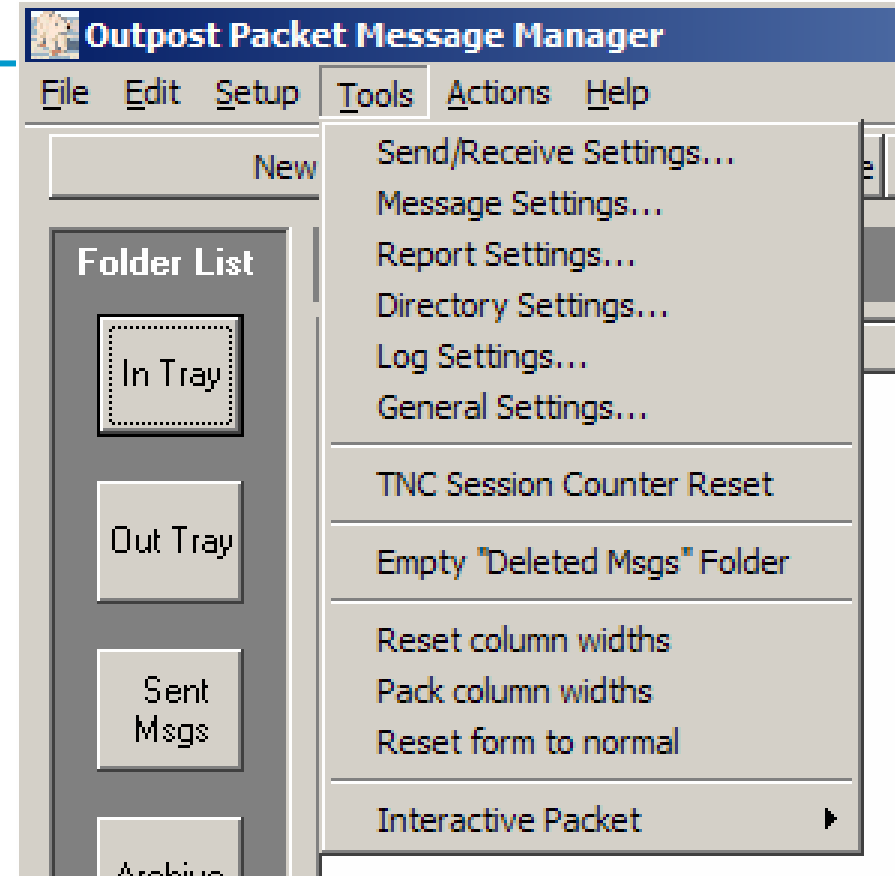 Outpost Packet Message Manager
File Edit Setup Tools Actions Help
New
Send/Receive Settings...
Message Settings...
Report Settings...
Directory Settings...
Log Settings...
General Settings...
TNC Session Counter Reset
Empty "Deleted Msgs" Folder
Reset column widths
Pack column widths
Reset form to normal
Interactive Packet
Folder List
In Tray
Out Tray
Sent
Msgs
Archive